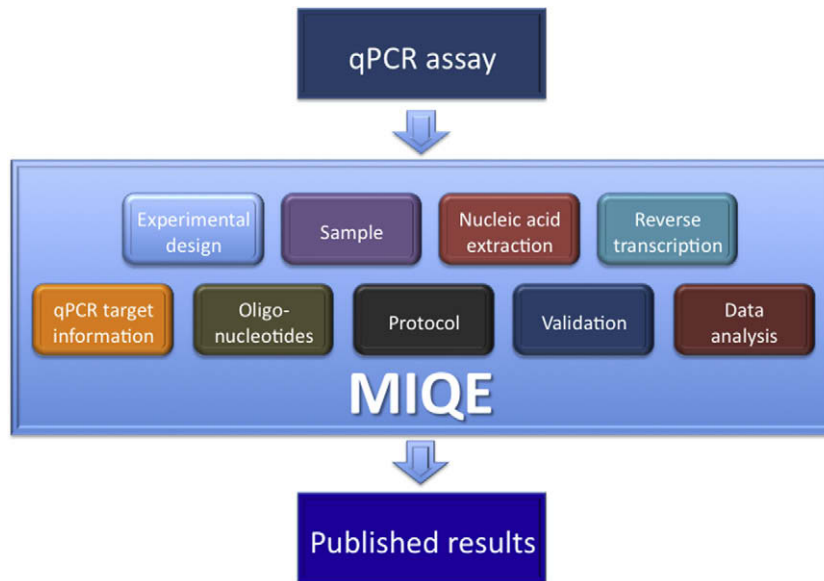 qPCR assay
Experimental
design
Sample
Nucleic acid
extraction
Reverse
transcription
qPCR target
information
Oligo-
nucleotides
Protocol
Validation
Data
analysis
MIQE
Published results